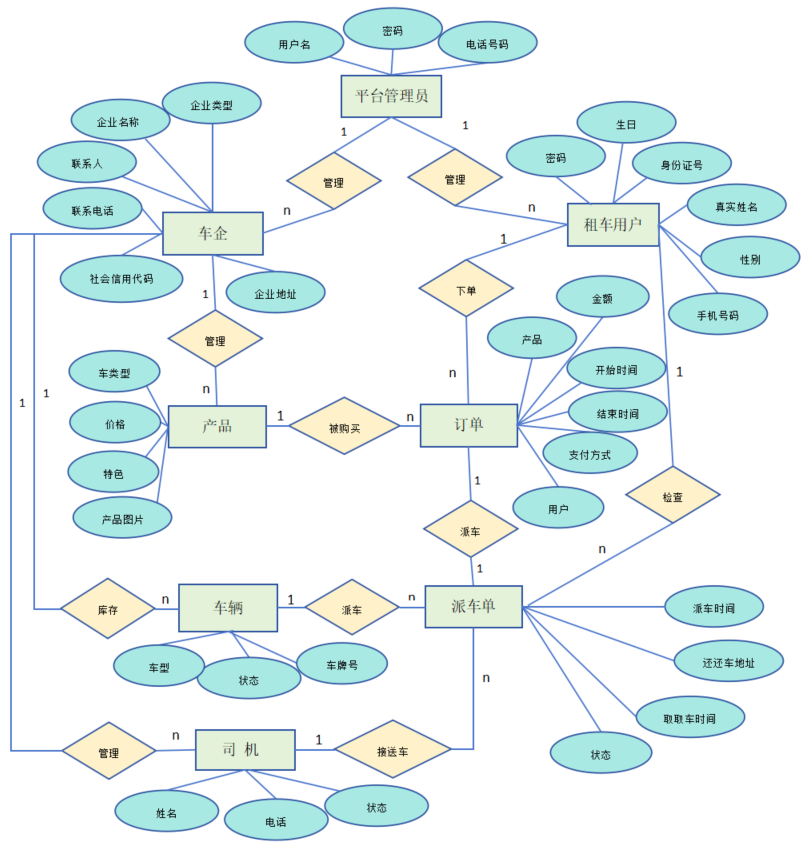 密码
用户名
电话号码
平台管理员
企业类型
企业名称
生日
1
1
密码
身份证号
联系人
管理
管理
真实姓名
联系电话
n
n
车企
租车用户
1
性别
社会信用代码
企业地址
1
下单
金额
手机号码
管理
产品
车类型
n
n
开始时间
1
1
1
价格
产品
1
被购买
n
订单
结束时间
支付方式
特色
1
检查
产品图片
用户
派车
n
1
库存
n
车辆
1
派车
n
派车单
派车时间
车型
状态
车牌号
还还车地址
n
取联车时间
管理
n
司 机
1
接送车
状态
姓名
电话
状态